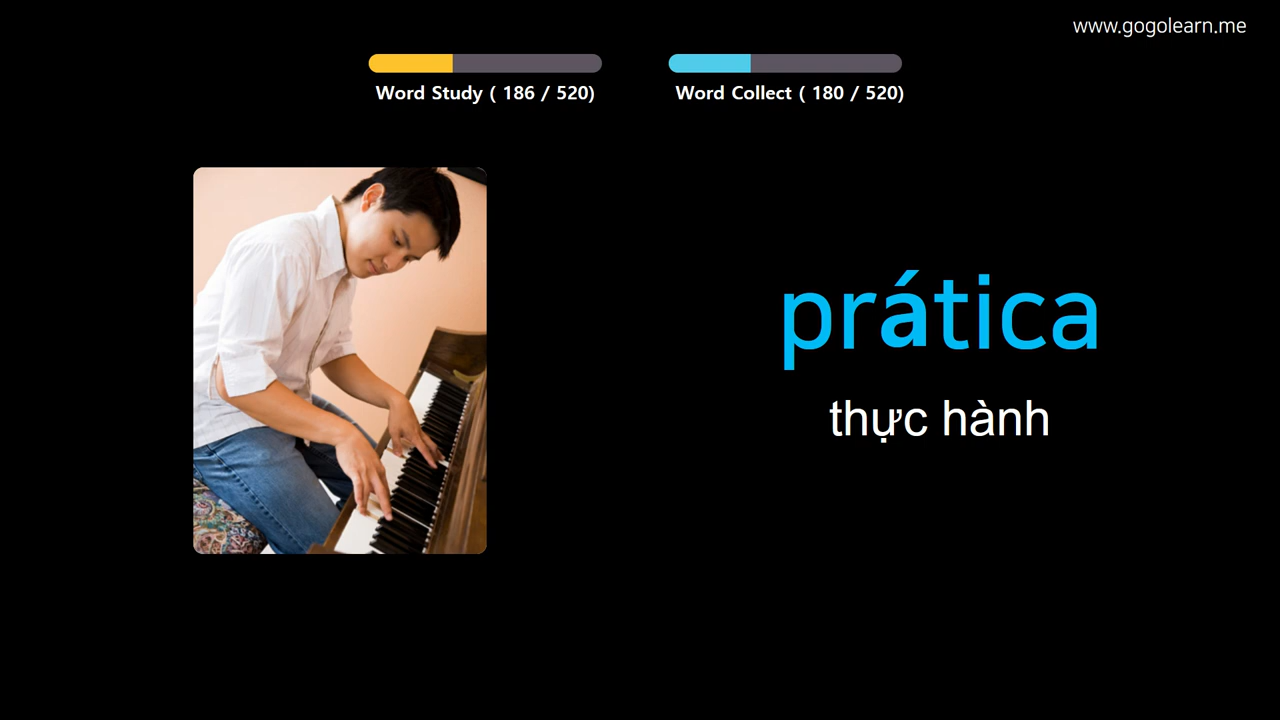 www.gogolearn.me
Word Study ( 186 / 520)
Word Collect ( 180 / 520)
prática
thực hành